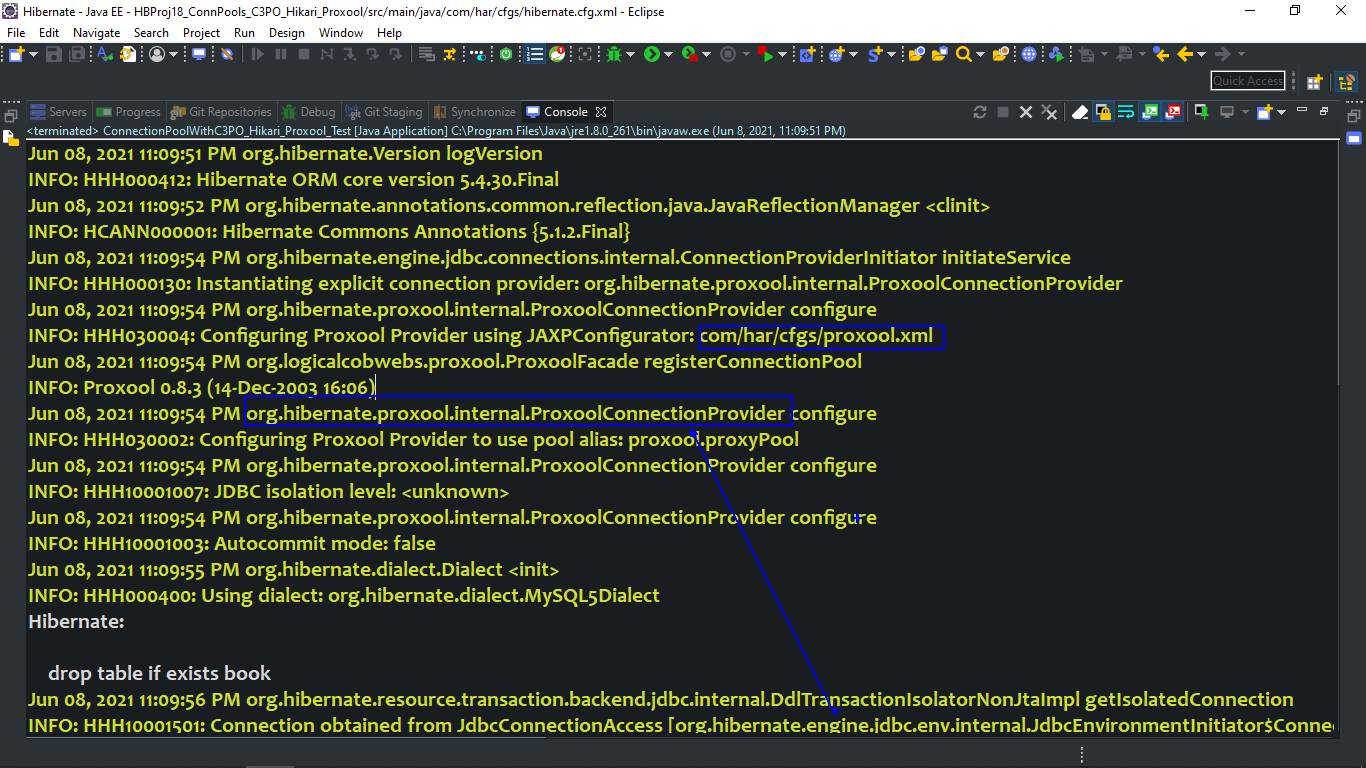 Hibernate - Java EE - HBProj18_ConnPools_C3PO_Hikari_Proxool/src/main/java/com/har/cfgs/hibernate.cfg.xml - Eclipse
File Edit Navigate Search Project Run Design Window Help
Quick Access
Servers Progress Git Repositories Debug Git Staging Synchronize Console
<terminated> ConnectionPoolWithC3PO_Hikari_Proxool_Test [Java Application] C:\Program Files\Java\jre1.8.0_261\bin\javaw.exe (Jun 8, 2021, 11:09:51 PM)
Jun 08, 2021 11:09:51 PM org.hibernate.Version logVersion
INFO: HHH000412: Hibernate ORM core version 5.4.30.Final
Jun 08, 2021 11:09:52 PM org.hibernate.annotations.common.reflection.java.JavaReflectionManager <clinit>
INFO: HCANN000001: Hibernate Commons Annotations {5.1.2.Final}
Jun 08, 2021 11:09:54 PM org.hibernate.engine.jdbc.connections.internal.ConnectionProviderInitiator initiateService
INFO: HHH000130: Instantiating explicit connection provider: org.hibernate.proxool.internal.ProxoolConnectionProvider
Jun 08, 2021 11:09:54 PM org.hibernate.proxool.internal.ProxoolConnectionProvider configure
INFO: HHH030004: Configuring Proxool Provider using JAXPConfigurator: com/har/cfgs/proxool.xml
Jun 08, 2021 11:09:54 PM org.logicalcobwebs.proxool.ProxoolFacade registerConnectionPool
INFO: Proxool 0.8.3 (14-Dec-2003 16:06)
Jun 08, 2021 11:09:54 PM org.hibernate.proxool.internal.ProxoolConnectionProvider configure
INFO: HHH030002: Configuring Proxool Provider to use pool alias: proxool.proxyPool
Jun 08, 2021 11:09:54 PM org.hibernate.proxool.internal.ProxoolConnectionProvider configure
INFO: HHH10001007: JDBC isolation level: <unknown>
Jun 08, 2021 11:09:54 PM org.hibernate.proxool.internal.ProxoolConnectionProvider configure
INFO: HHH10001003: Autocommit mode: false
Jun 08, 2021 11:09:55 PM org.hibernate.dialect.Dialect <init>
INFO: HHH000400: Using dialect: org.hibernate.dialect.MySQL5Dialect
Hibernate:
drop table if exists book
Jun 08, 2021 11:09:56 PM org.hibernate.resource.transaction.backend.jdbc.internal.DdlTransactionIsolatorNonJtaImpl getIsolatedConnection
INFO: HHH10001501: Connection obtained from JdbcConnectionAccess [org.hibernate.engine.jdbc.env.internal.JdbcEnvironmentInitiator$Conne